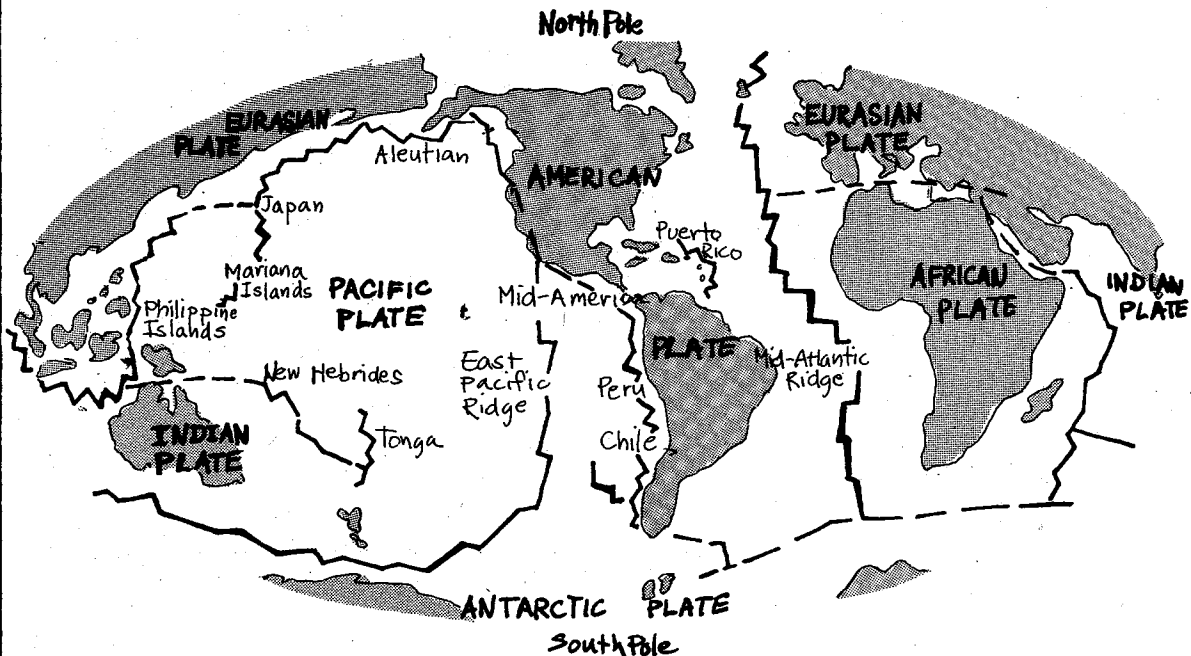 North Pole
EURASIAN
PLATE
EURASIAN
PLATE
Aleutian
AMERICAN
Japan
Puerto
Rico
Mariana
Islands
PACIFIC
PLATE
Mid-America
AFRICAN
PLATE
INDIAN
PLATE
Philippine
Islands
PLATE
Mid-Atlantic
Ridge
East
Pacific
Ridge
New Hebrides
Peru
Tonga
Chile
INDIAN
PLATE
ANTARCTIC PLATE
South Pole